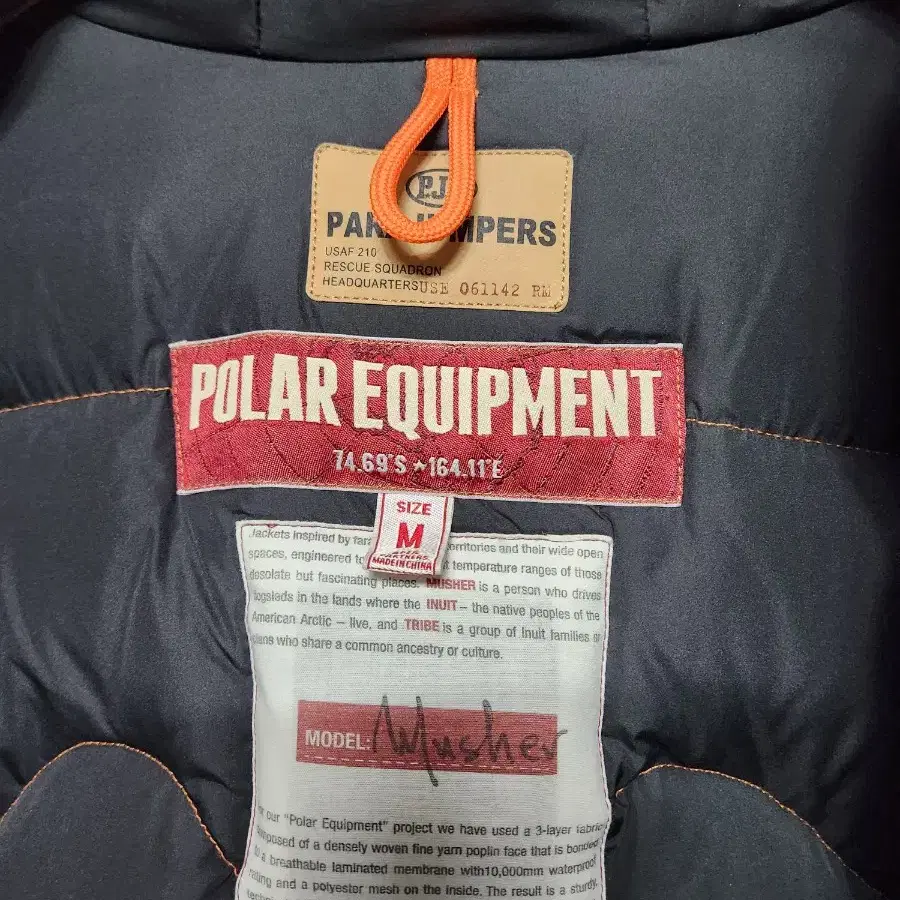 PJ
PARA JUMPERS
USAF 210
RESCUE SQUADRON
HEADQUARTERS USE 061142 RM
POLAR EQUIPMENT
74.69°S ★ 164.11°E
SIZE
M
APEX
PARTNERS
MADE IN CHINA
Jackets inspired by territories and their wide open
spaces, engineered temperature ranges of those
desolate but fascinating places. MUSHER is a person who drives
dogsleds in the lands where the INUIT – the native peoples of the
American Arctic – live, and TRIBE is a group of Inuit families or
who share a common ancestry or culture.
MODEL: Musher
our "Polar Equipment" project we have used a 3-layer fabric
of a densely woven fine yarn poplin face that is bonded
a breathable laminated membrane with 10,000mm waterproof
and a polyester mesh on the inside. The result is a sturdy,